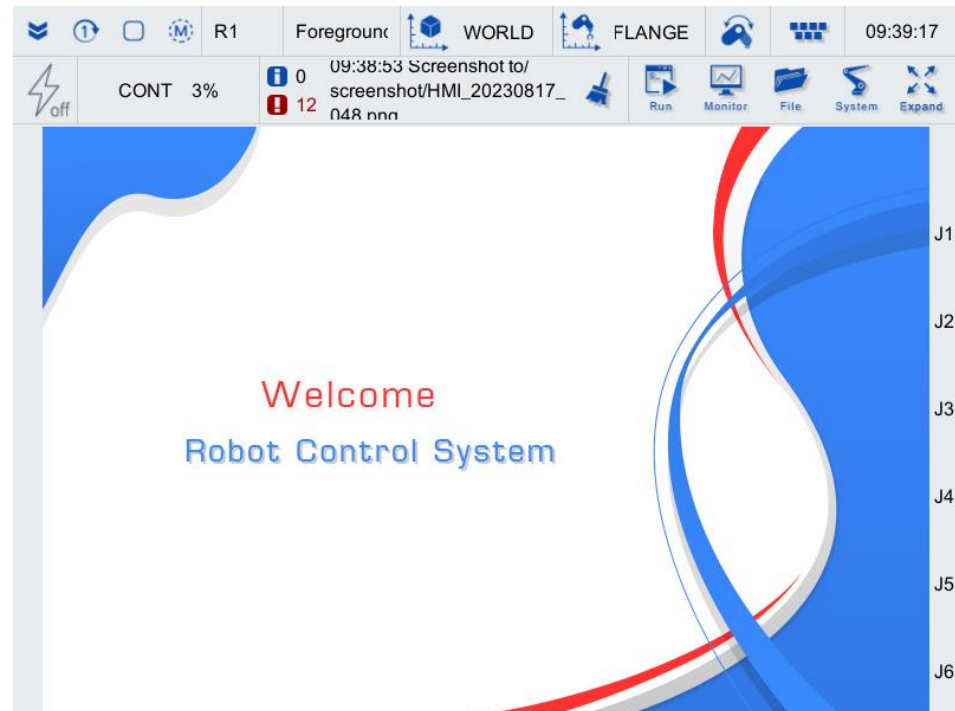 R1
Foregroun
WORLD
FLANGE
09:39:17
off
CONT 3%
0
12
09:38:53 Screenshot to/
screenshot/HMI_20230817_
048.png
Run
Monitor
File
System
Expand
Welcome
Robot Control System
J1
J2
J3
J4
J5
J6